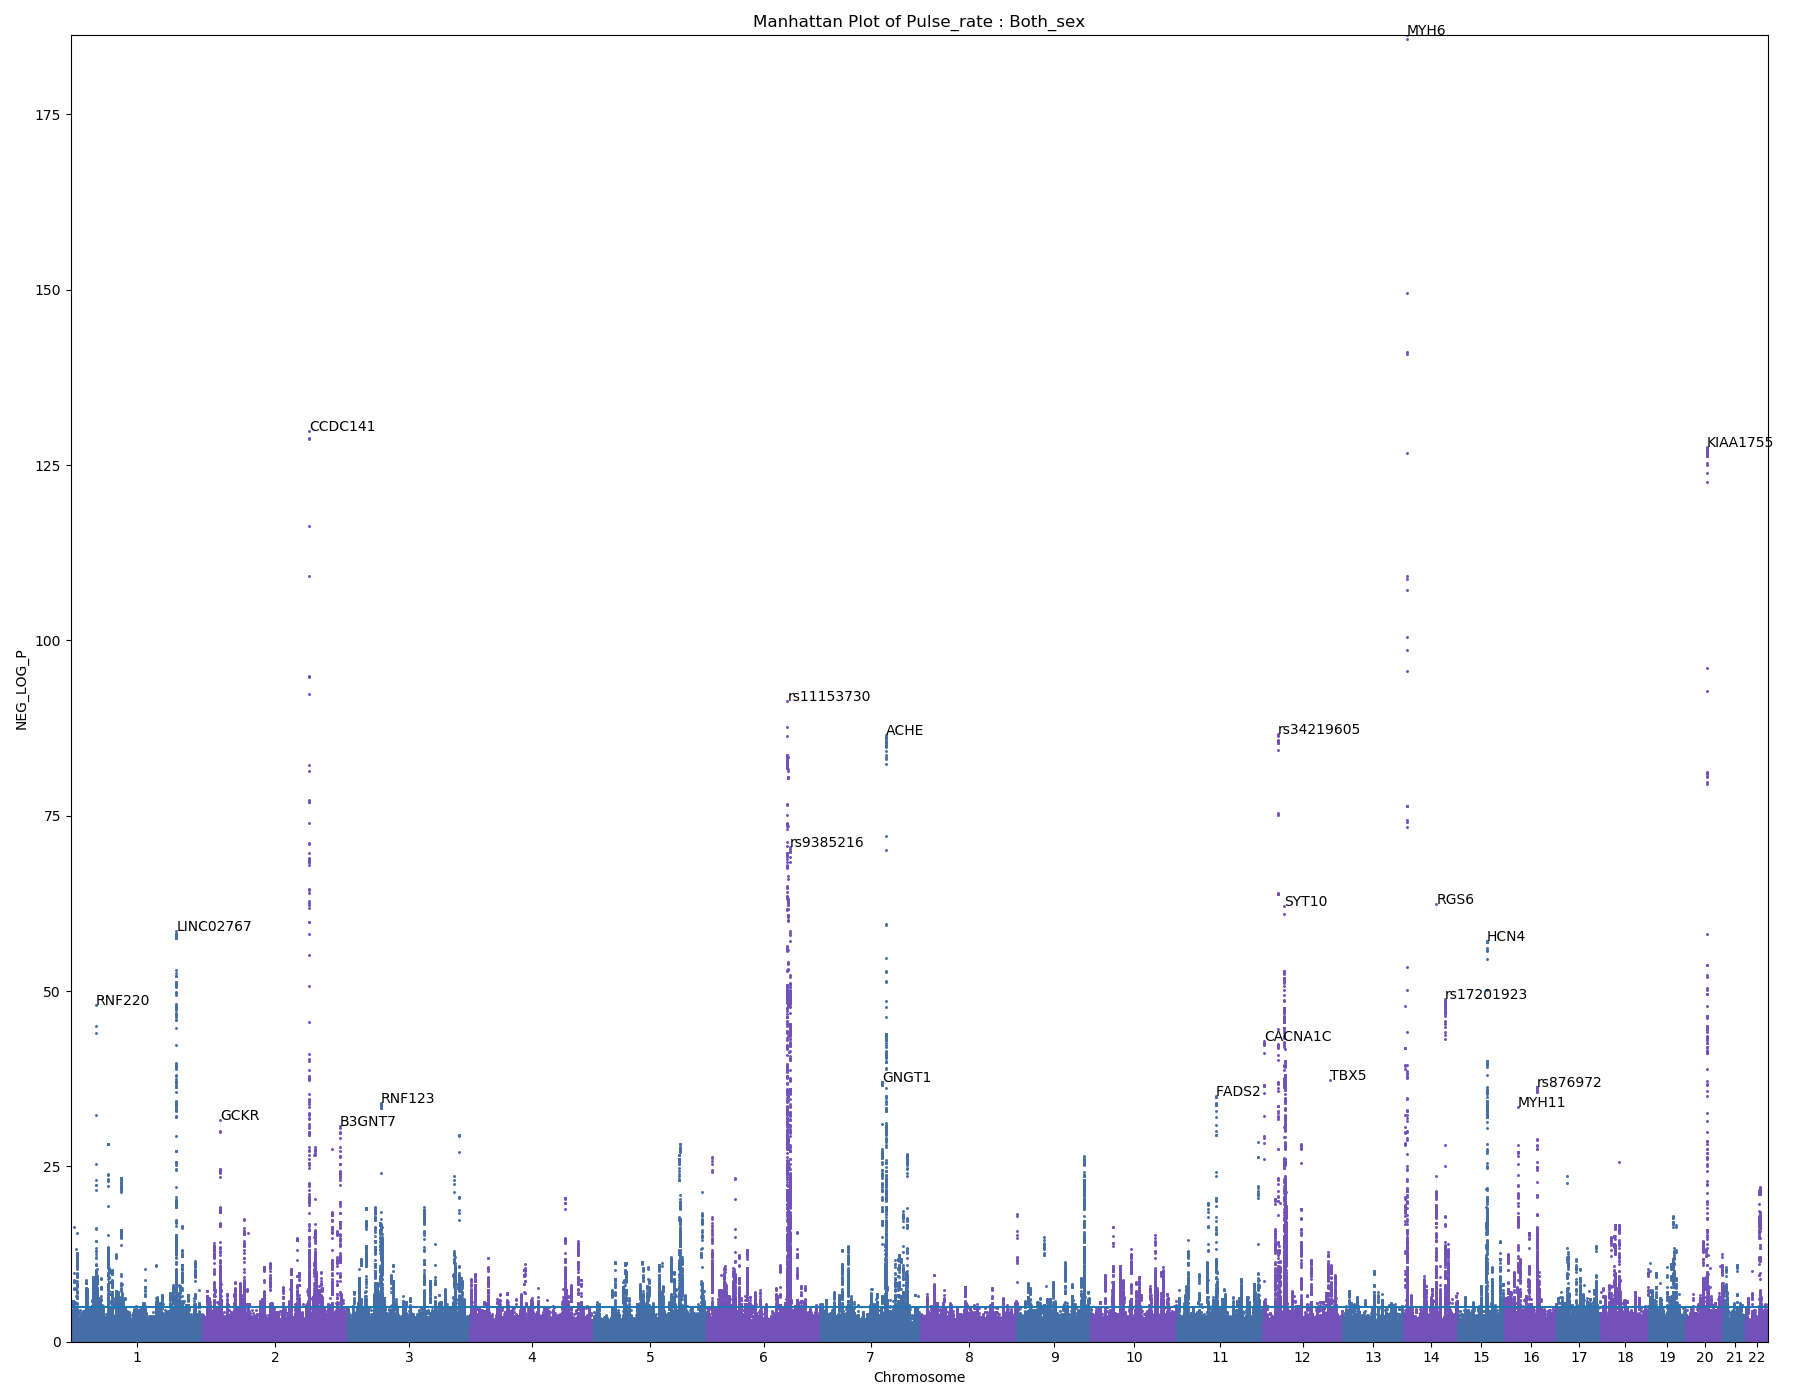 Manhattan Plot of Pulse_rate : Both_sex
MYH6
175
150
CCDC141
KIAA1755
125
100
NEG_LOG_P
rs11153730
ACHE
rs34219605
75
rs9385216
SYT10
RGS6
LINC02767
HCN4
50
RNF220
rs17201923
CACNA1C
GNGT1
TBX5
rs876972
FADS2
RNF123
MYH11
GCKR
B3GNT7
25
0
1 2 3 4 5 6 7 8 9 10 11 12 13 14 15 16 17 18 19 20 21 22
Chromosome